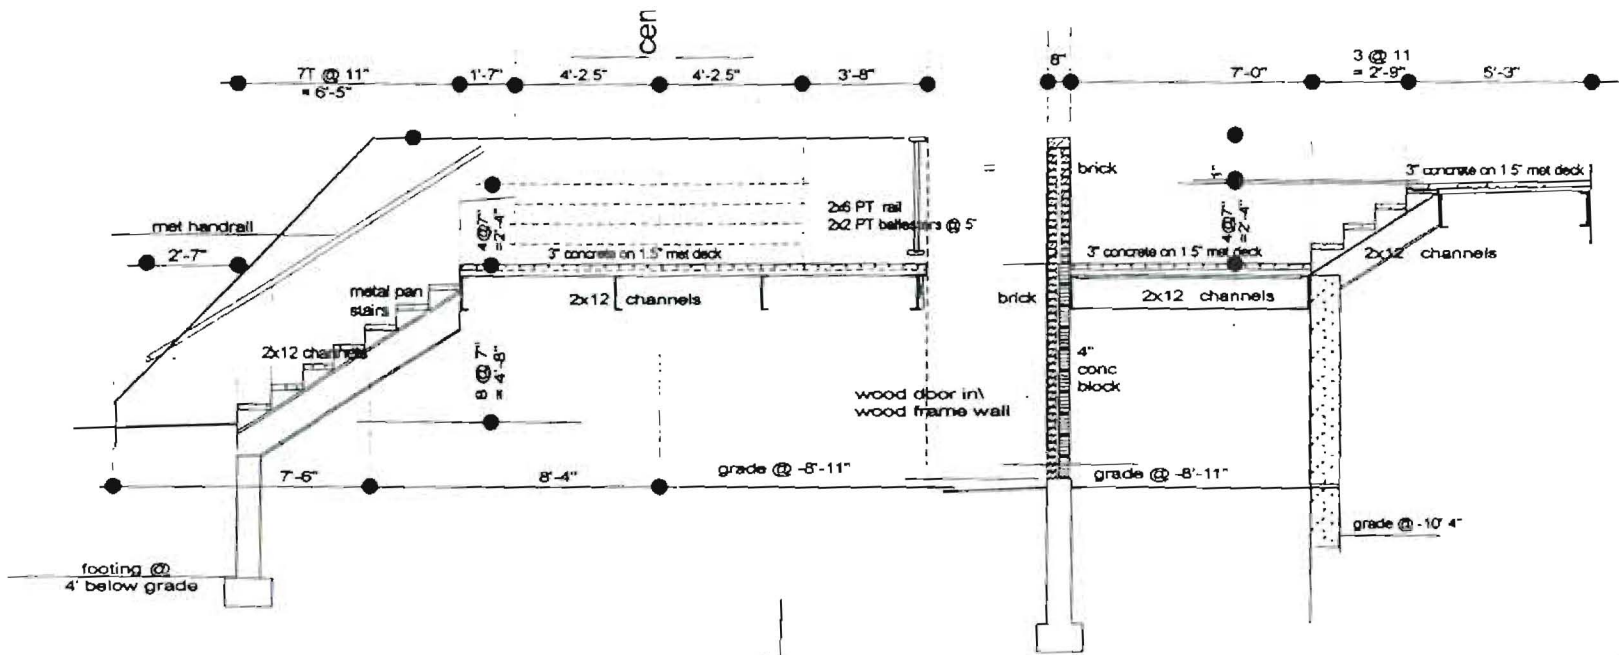 cen
7T @ 11"
= 6'-5"
1'-7"
4'-2.5"
4'-2.5"
3'-8"
8"
7'-0"
3 @ 11
= 2'-9"
5'-3"
met handrail
2'-7"
4 @7"
=2'-4"
2x6 PT rail
2x2 PT ballesters @ 5"
3" concrete on 1.5" met deck
2x12 channels
metal pan
stairs
2x12 channels
8 @ 7"
= 4'-8"
wood door in\
wood frame wall
7'-6"
8'-4"
grade @ -8'-11"
footing @
4' below grade
=
brick
brick
4"
conc
block
4@7"
=2'-4"
3" concrete on 1.5" met deck
2x12 channels
3" concrete on 1.5" met deck
2x12 channels
grade @ -8'-11"
grade @ -10' 4"